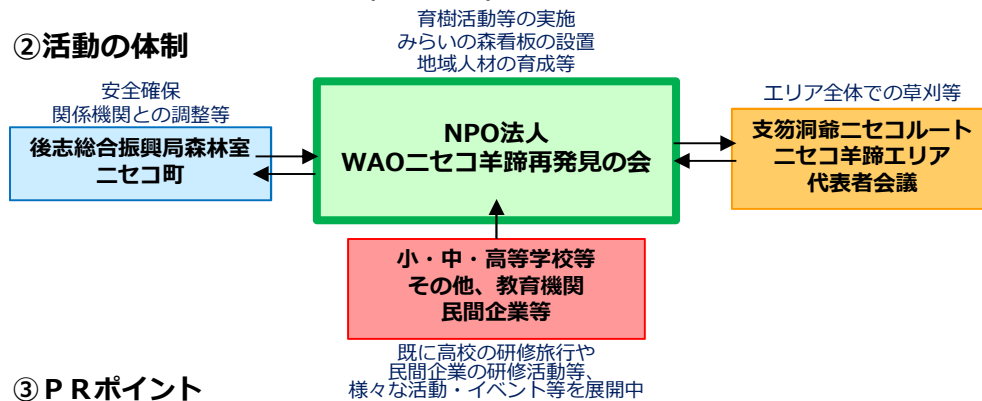 育樹活動等の実施
みらいの森看板の設置
地域人材の育成等
②活動の体制
安全確保
関係機関との調整等
後志総合振興局森林室
ニセコ町
NPO法人
WAOニセコ羊蹄再発見の会
エリア全体での草刈等
支笏洞爺ニセコルート
ニセコ羊蹄エリア
代表者会議
小・中・高等学校等
その他、教育機関
民間企業等
既に高校の研修旅行や
民間企業の研修活動等、
様々な活動・イベント等を展開中
③ＰＲポイント